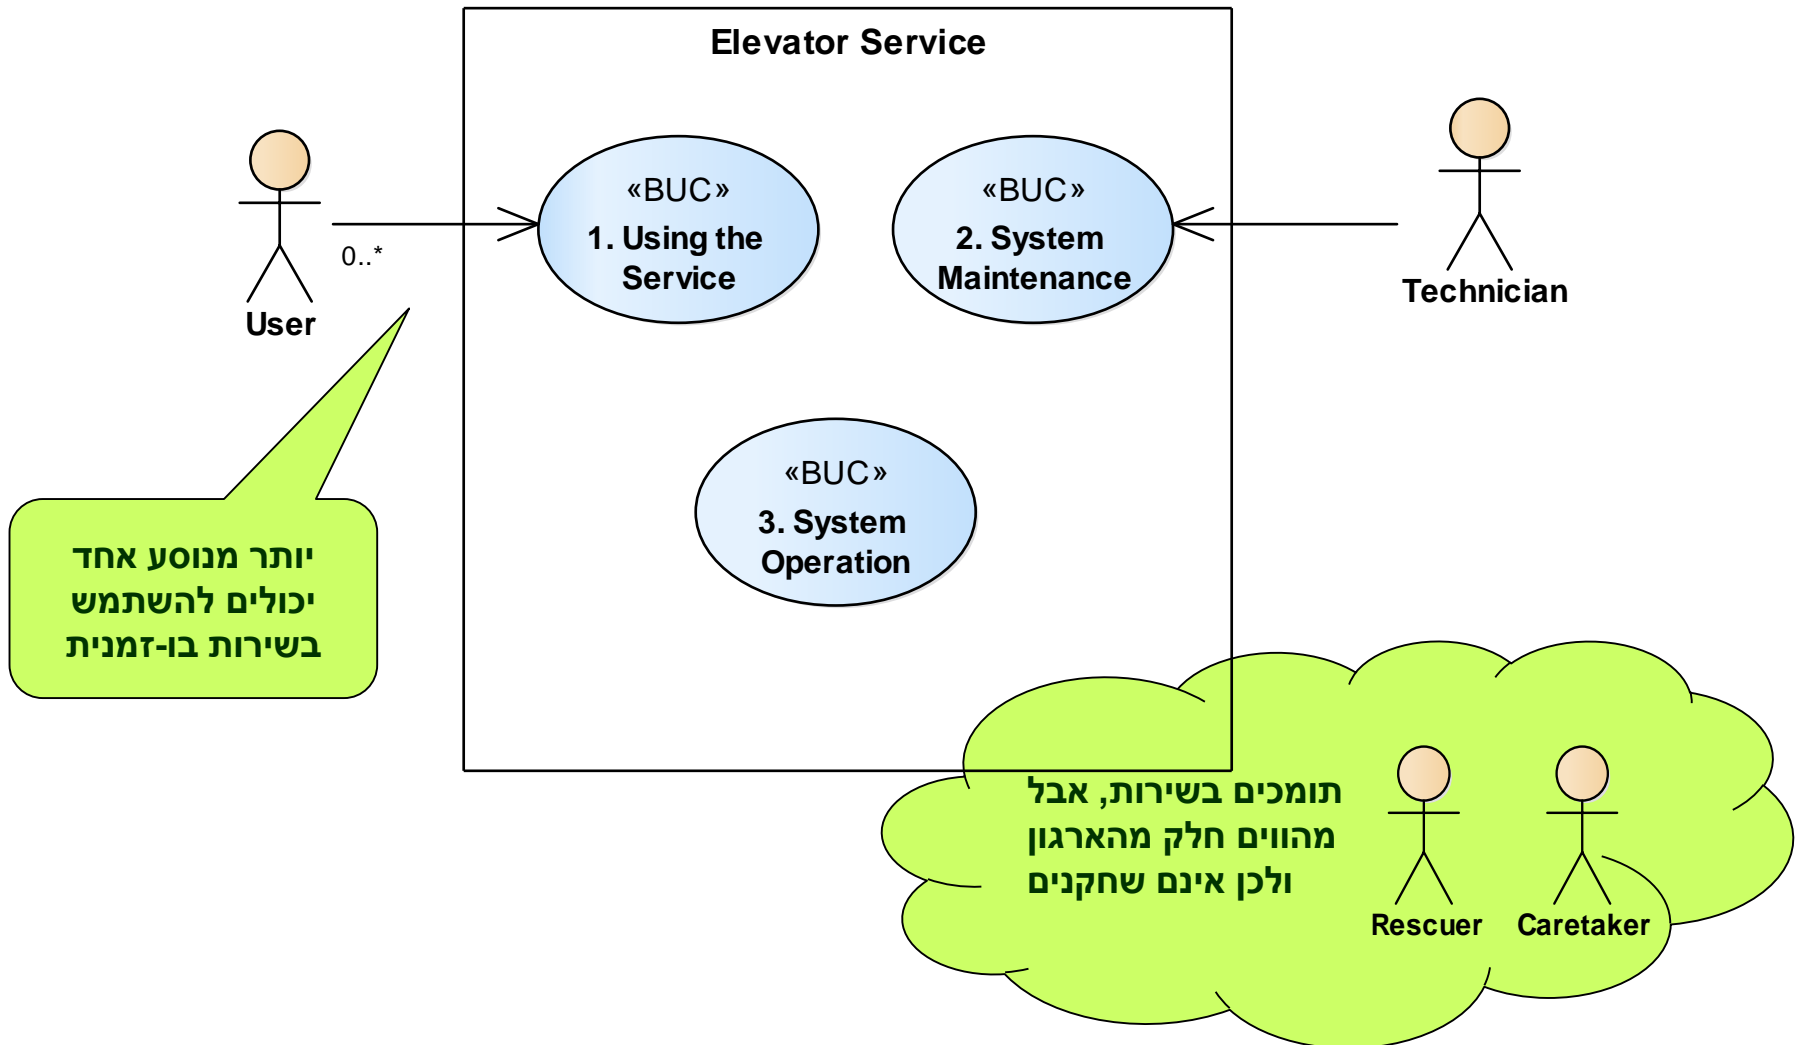 Elevator Service
«BUC»
1. Using the
Service
«BUC»
2. System
Maintenance
0..*
User
Technician
«BUC»
3. System
Operation
יותר מנוסע אחד
יכולים להשתמש
בשירות בו-זמנית
תומכים בשירות, אבל
מהווים חלק מהארגון
ולכן אינם שחקנים
Rescuer
Caretaker